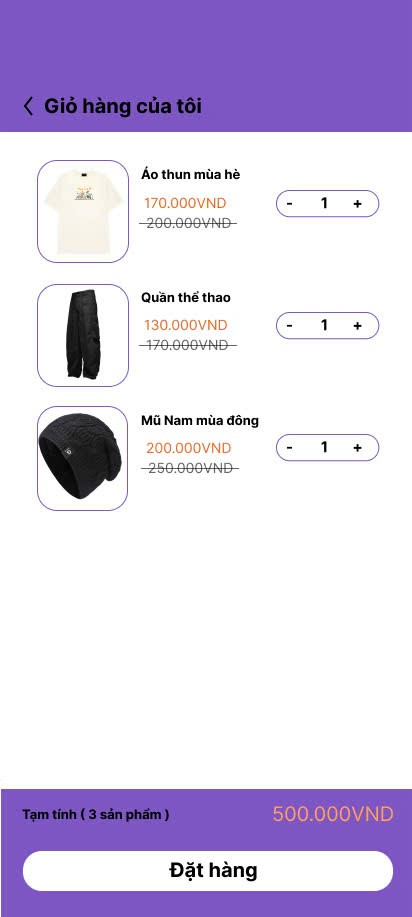 Giỏ hàng của tôi
Áo thun mùa hè
170.000VND
200.000VND
- 1 +
Quần thể thao
130.000VND
170.000VND
- 1 +
Mũ Nam mùa đông
200.000VND
250.000VND
- 1 +
Tạm tính ( 3 sản phẩm )
500.000VND
Đặt hàng